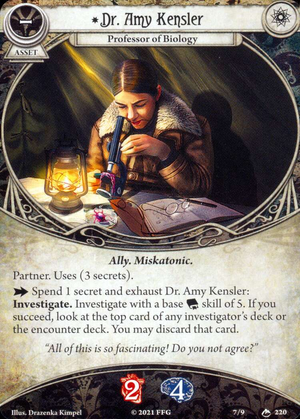 *Dr. Amy Kensler
Professor of Biology
ASSET
Ally. Miskatonic.
Partner. Uses (3 secrets).
Spend 1 secret and exhaust Dr. Amy Kensler:
Investigate. Investigate with a base skill of 5. If you
succeed, look at the top card of any investigator's deck or
the encounter deck. You may discard that card.
"All of this is so fascinating! Do you not agree?"
2 4
Illus. Drazenka Kimpel © 2021 FFG 7/9 220